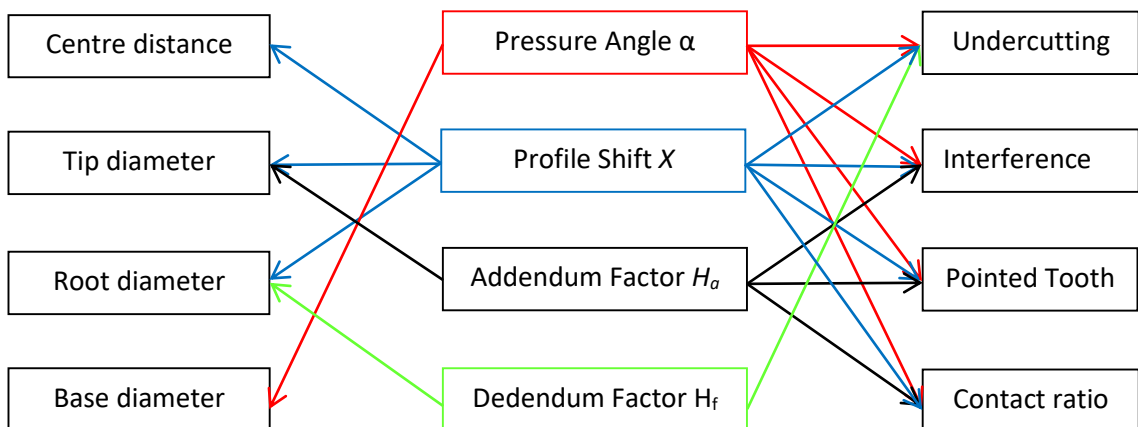 Centre distance
Pressure Angle α
Undercutting
Tip diameter
Profile Shift X
Interference
Root diameter
Addendum Factor Hₐ
Pointed Tooth
Base diameter
Dedendum Factor H_f
Contact ratio